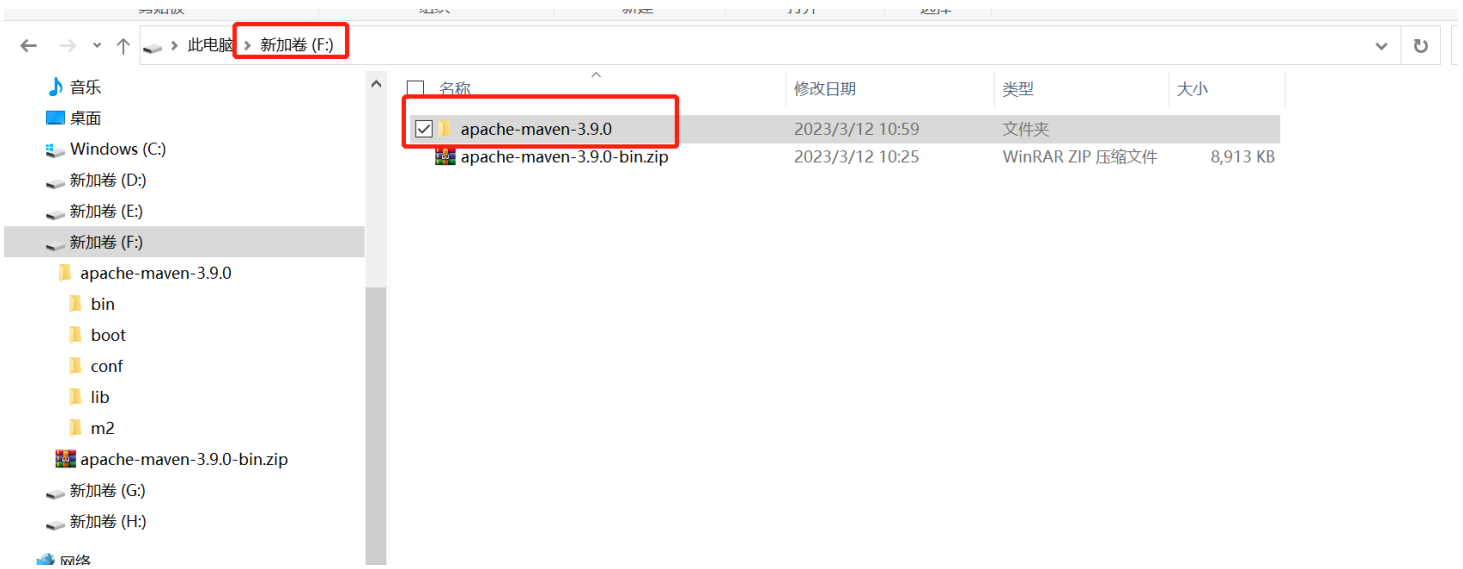 此电脑 新加卷 (F:)
音乐
桌面
Windows (C:)
新加卷 (D:)
新加卷 (E:)
新加卷 (F:)
apache-maven-3.9.0
bin
boot
conf
lib
m2
apache-maven-3.9.0-bin.zip
新加卷 (G:)
新加卷 (H:)
网络
名称 修改日期 类型 大小
apache-maven-3.9.0 2023/3/12 10:59 文件夹
apache-maven-3.9.0-bin.zip 2023/3/12 10:25 WinRAR ZIP 压缩文件 8,913 KB